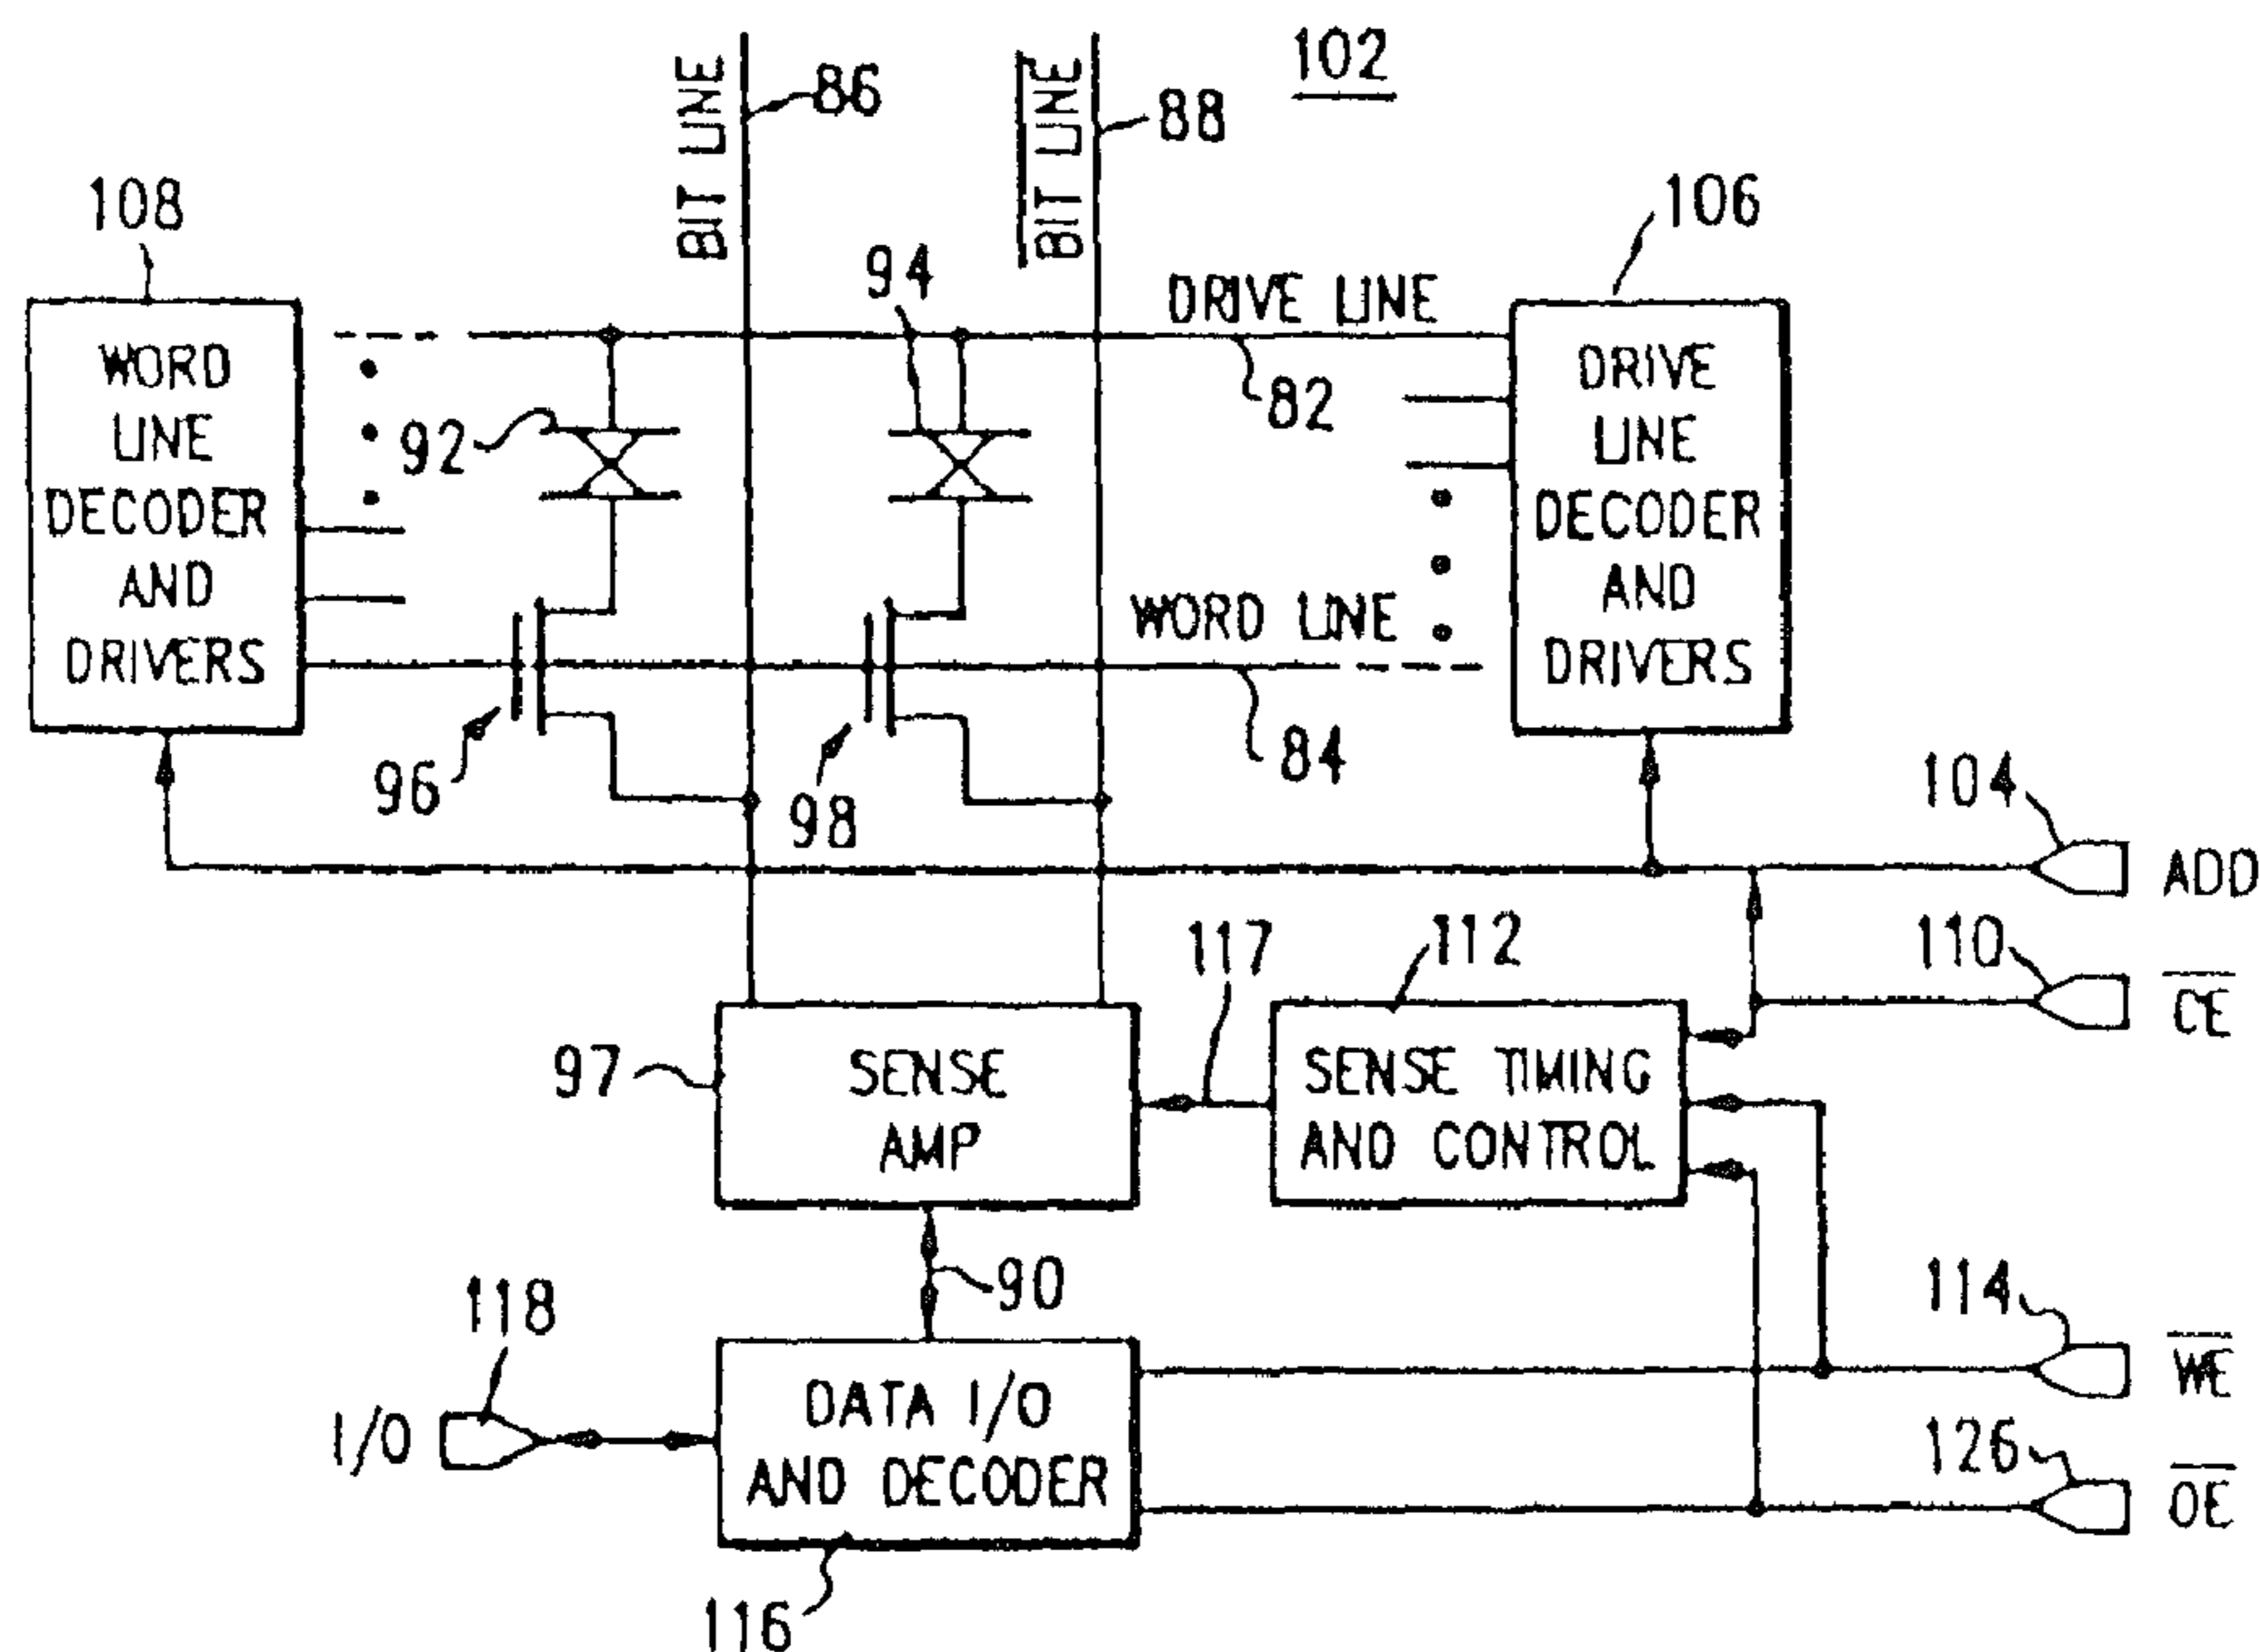 102
BIT LINE
86
BIT LINE
88
108
94
106
DRIVE LINE
82
WORD
LINE
DECODER
AND
DRIVERS
92
DRIVE
LINE
DECODER
AND
DRIVERS
WORD LINE
84
96
98
104
ADD
110
CE
117
112
97
SENSE
AMP
SENSE TIMING
AND CONTROL
90
118
114
WE
I/O
DATA I/O
AND DECODER
126
OE
116